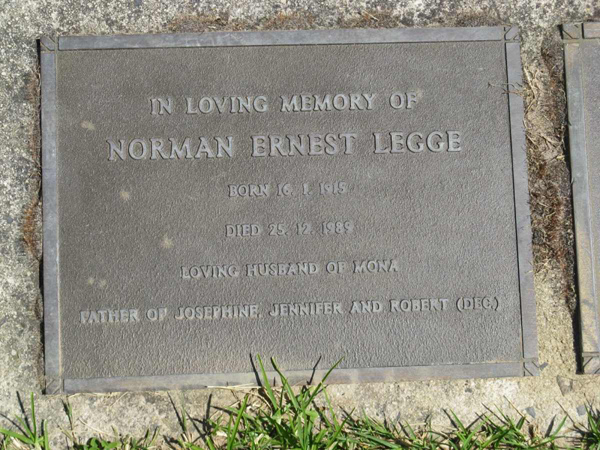 IN LOVING MEMORY OF
NORMAN ERNEST LEGGE
BORN 16. 1. 1915
DIED 25. 12. 1989
LOVING HUSBAND OF MONA
FATHER OF JOSEPHINE, JENNIFER AND ROBERT (DEC.)